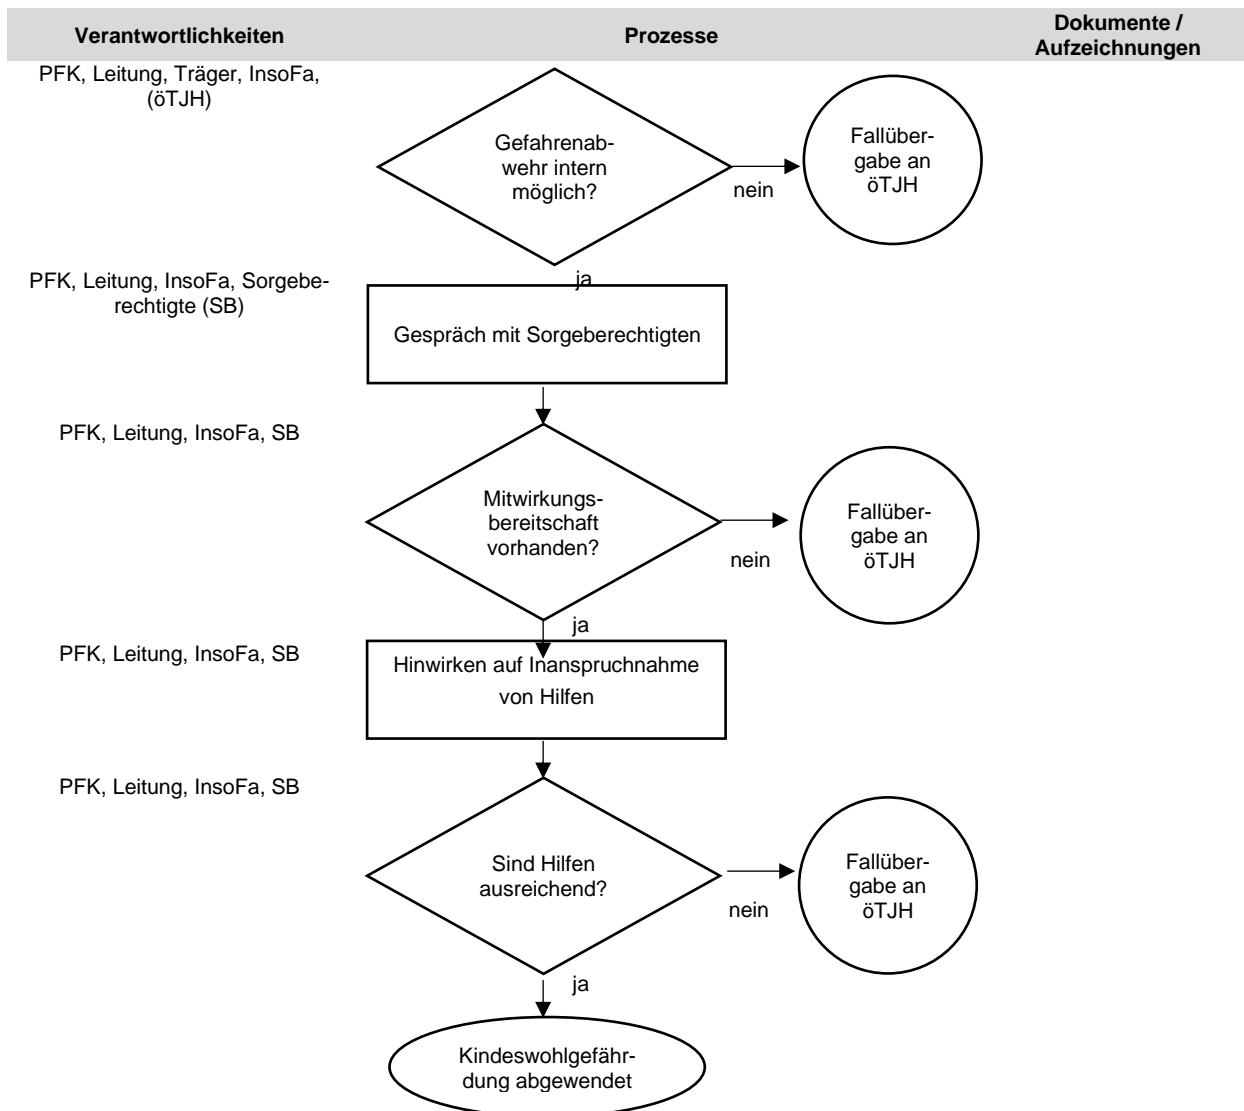 Verantwortlichkeiten
Prozesse
Dokumente /
Aufzeichnungen
PFK, Leitung, Träger, InsoFa,
(öTJH)
Gefahrenab-
wehr intern
möglich?
nein
Fallüber-
gabe an
öTJH
ja
PFK, Leitung, InsoFa, Sorgebe-
rechtigte (SB)
Gespräch mit Sorgeberechtigten
PFK, Leitung, InsoFa, SB
Mitwirkungs-
bereitschaft
vorhanden?
nein
Fallüber-
gabe an
öTJH
ja
PFK, Leitung, InsoFa, SB
Hinwirken auf Inanspruchnahme
von Hilfen
PFK, Leitung, InsoFa, SB
Sind Hilfen
ausreichend?
nein
Fallüber-
gabe an
öTJH
ja
Kindeswohlgefähr-
dung abgewendet